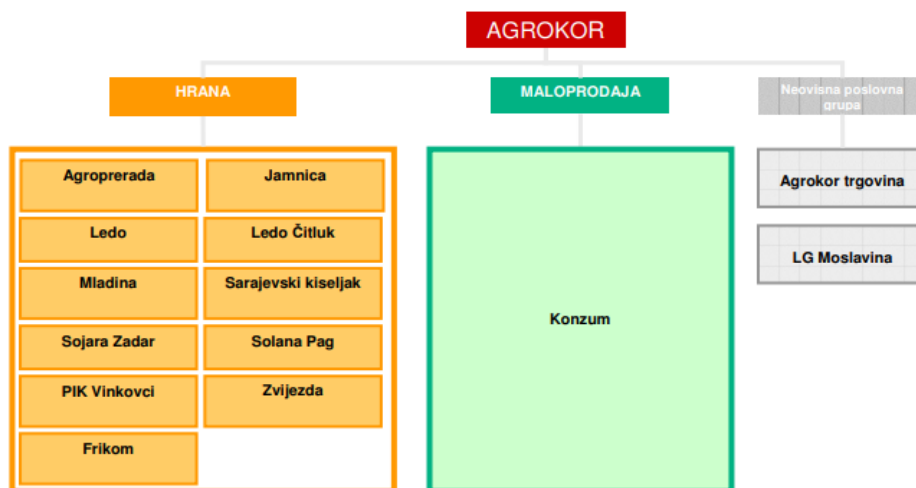 AGROKOR
HRANA
MALOPRODAJA
Neovisna poslovna
grupa
Agroprerada
Jamnica
Ledo
Ledo Čitluk
Mladina
Sarajevski kiseljak
Sojara Zadar
Solana Pag
PIK Vinkovci
Zvijezda
Frikom
Konzum
Agrokor trgovina
LG Moslavina